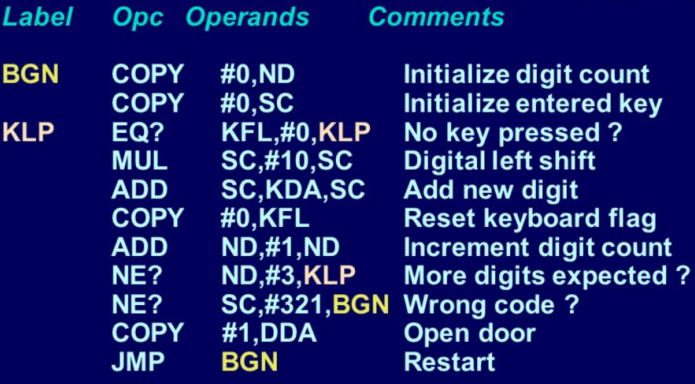 Label Opc Operands Comments
BGN COPY #0,ND Initialize digit count
COPY #0,SC Initialize entered key
KLP EQ? KFL,#0,KLP No key pressed ?
MUL SC,#10,SC Digital left shift
ADD SC,KDA,SC Add new digit
COPY #0,KFL Reset keyboard flag
ADD ND,#1,ND Increment digit count
NE? ND,#3,KLP More digits expected ?
NE? SC,#321,BGN Wrong code ?
COPY #1,DDA Open door
JMP BGN Restart